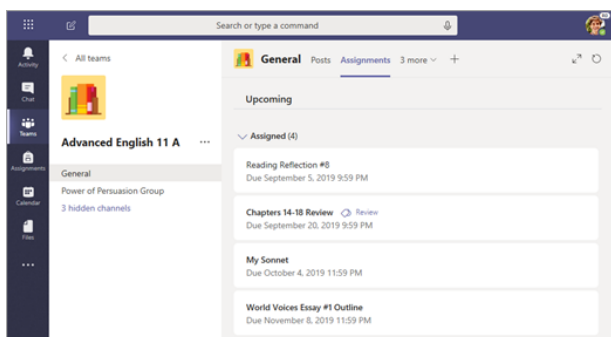 Search or type a command
Activity
Chat
Teams
Assignments
Calendar
Files
All teams
Advanced English 11 A
General
Power of Persuasion Group
3 hidden channels
General Posts Assignments 3 more
Upcoming
Assigned (4)
Reading Reflection #8
Due September 5, 2019 9:59 PM
Chapters 14-18 Review Review
Due September 20, 2019 9:59 PM
My Sonnet
Due October 4, 2019 11:59 PM
World Voices Essay #1 Outline
Due November 8, 2019 11:59 PM